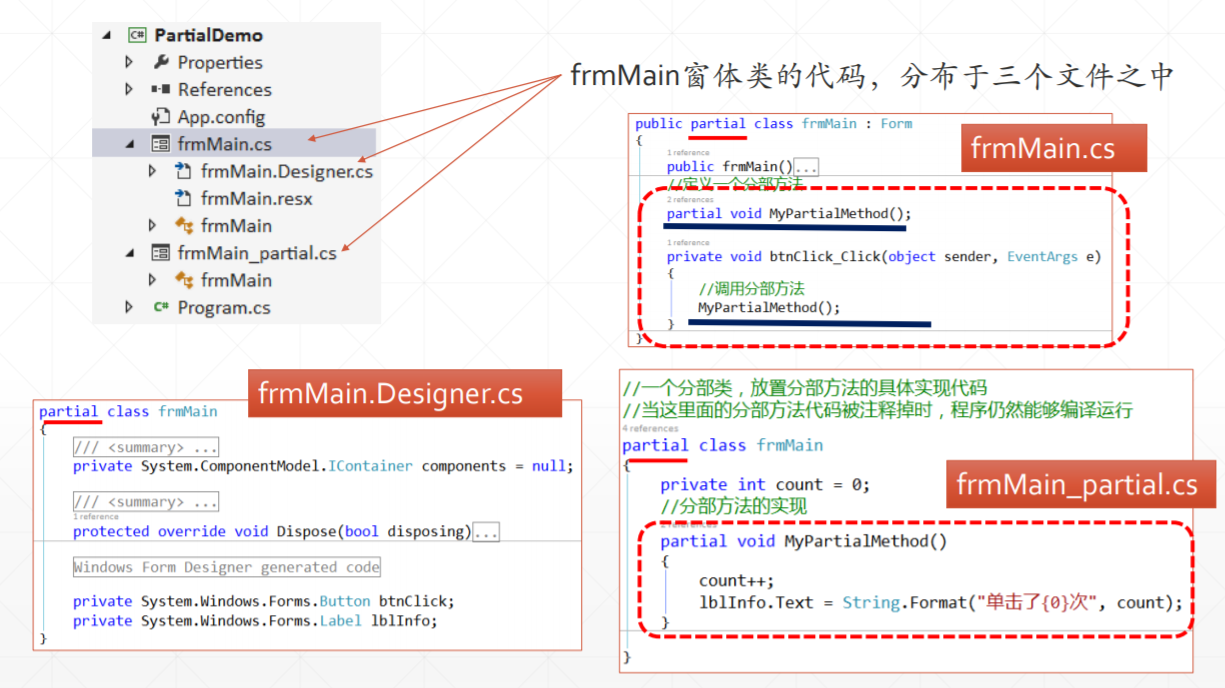 PartialDemo
Properties
References
App.config
frmMain.cs
frmMain.Designer.cs
frmMain.resx
frmMain
frmMain_partial.cs
frmMain
Program.cs
frmMain窗体类的代码，分布于三个文件之中
frmMain.cs
public partial class frmMain : Form
{
1 reference
public frmMain()...
//定义一个分部方法
2 references
partial void MyPartialMethod();
1 reference
private void btnClick_Click(object sender, EventArgs e)
{
//调用分部方法
MyPartialMethod();
}
}
frmMain.Designer.cs
partial class frmMain
{
/// <summary> ...
private System.ComponentModel.IContainer components = null;
/// <summary> ...
1 reference
protected override void Dispose(bool disposing)...
Windows Form Designer generated code
private System.Windows.Forms.Button btnClick;
private System.Windows.Forms.Label lblInfo;
}
//一个分部类，放置分部方法的具体实现代码
//当这里面的分部方法代码被注释掉时，程序仍然能够编译运行
4 references
partial class frmMain
{
frmMain_partial.cs
private int count = 0;
//分部方法的实现
2 references
partial void MyPartialMethod()
{
count++;
lblInfo.Text = String.Format("单击了{0}次", count);
}
}